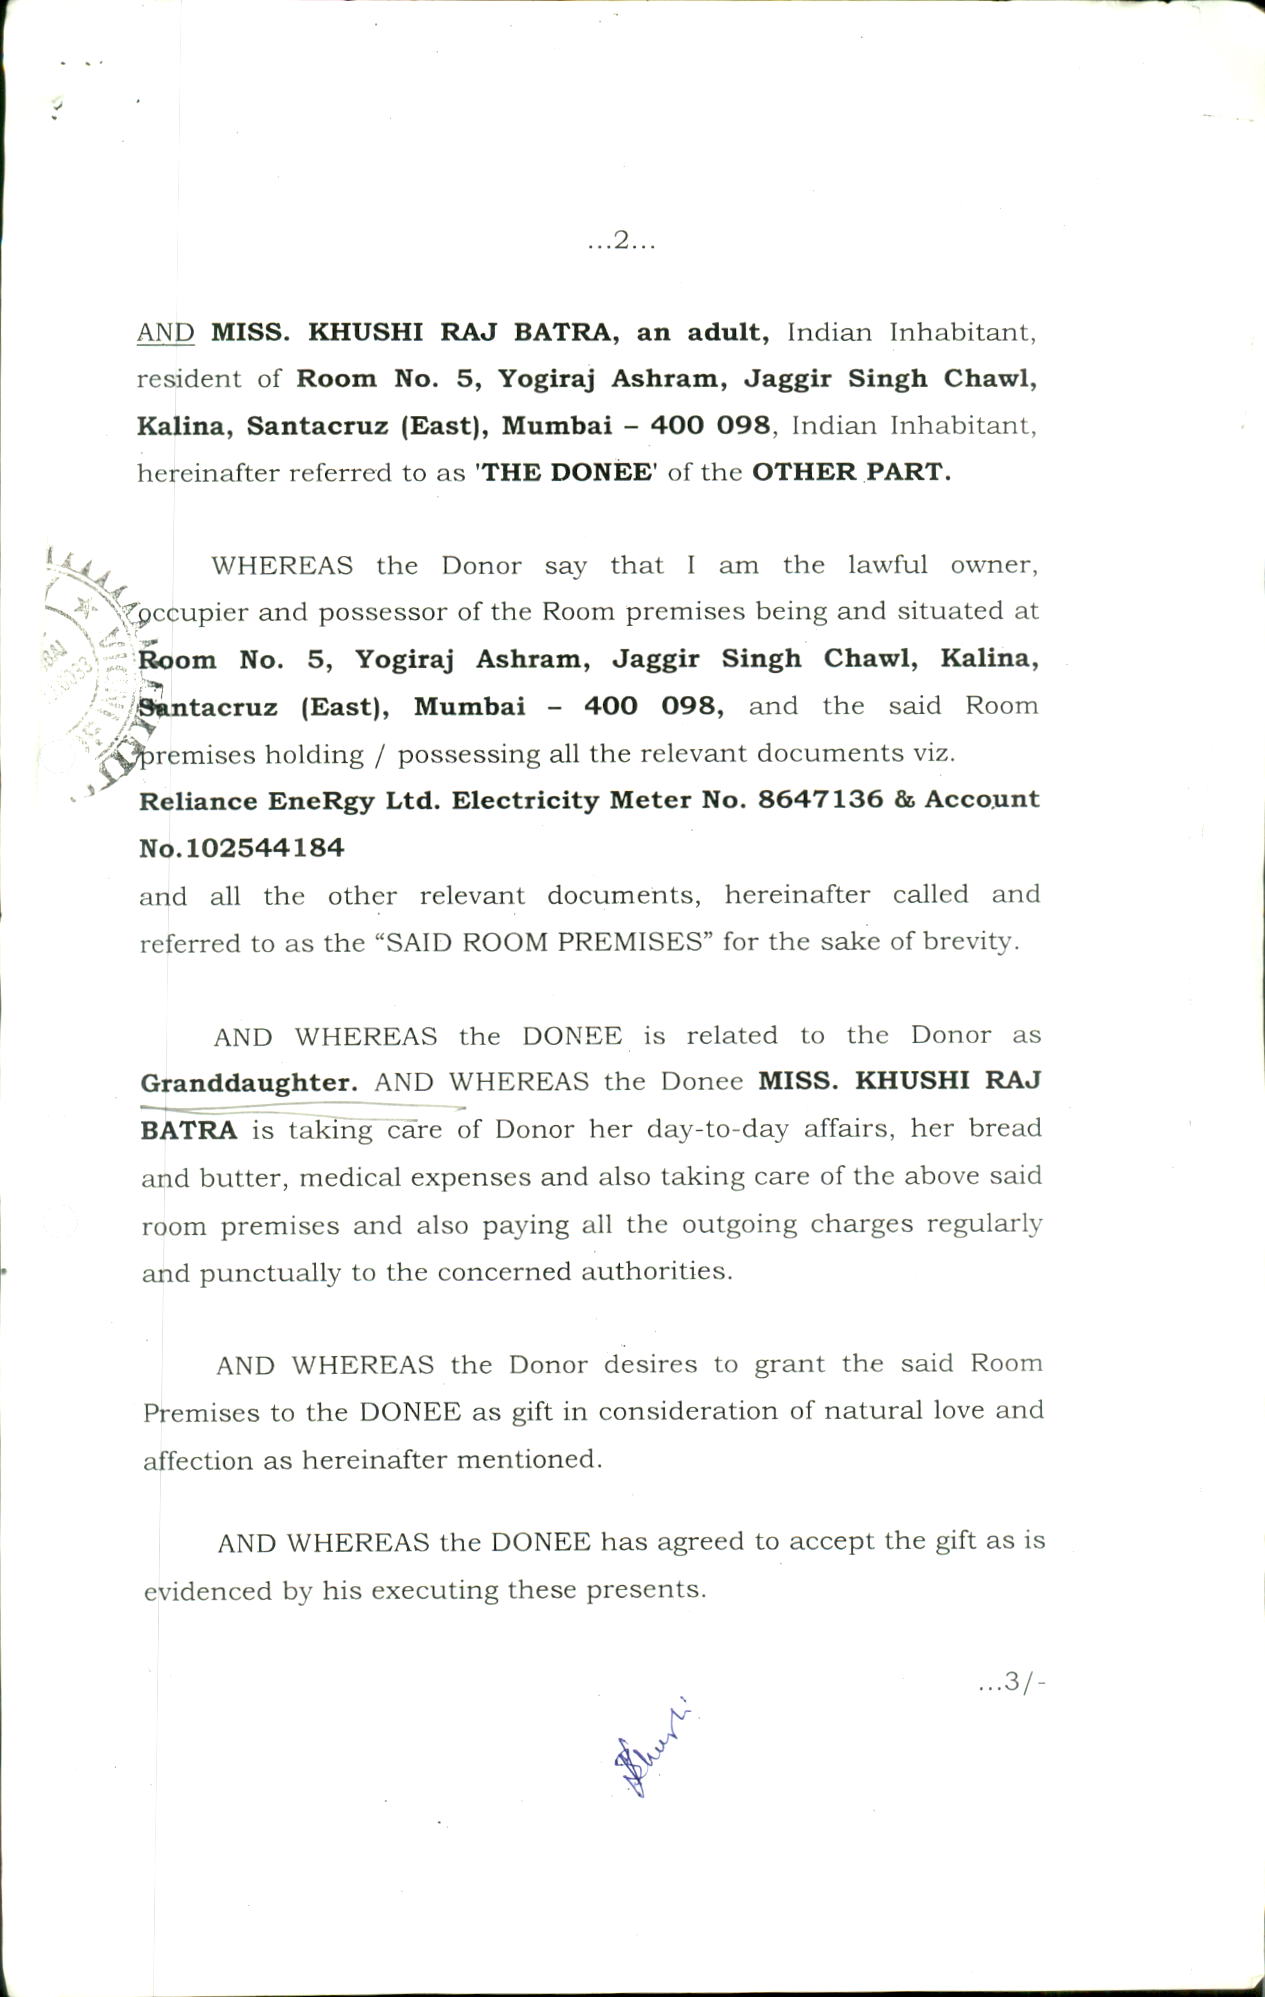 ...2...
AND MISS. KHUSHI RAJ BATRA, an adult, Indian Inhabitant,
resident of Room No. 5, Yogiraj Ashram, Jaggir Singh Chawl,
Kalina, Santacruz (East), Mumbai – 400 098, Indian Inhabitant,
hereinafter referred to as 'THE DONEE' of the OTHER PART.
WHEREAS the Donor say that I am the lawful owner,
occupier and possessor of the Room premises being and situated at
Room No. 5, Yogiraj Ashram, Jaggir Singh Chawl, Kalina,
Santacruz (East), Mumbai – 400 098, and the said Room
premises holding / possessing all the relevant documents viz.
Reliance EneRgy Ltd. Electricity Meter No. 8647136 & Account
No.102544184
and all the other relevant documents, hereinafter called and
referred to as the “SAID ROOM PREMISES” for the sake of brevity.
AND WHEREAS the DONEE is related to the Donor as
Granddaughter. AND WHEREAS the Donee MISS. KHUSHI RAJ
BATRA is taking care of Donor her day-to-day affairs, her bread
and butter, medical expenses and also taking care of the above said
room premises and also paying all the outgoing charges regularly
and punctually to the concerned authorities.
AND WHEREAS the Donor desires to grant the said Room
Premises to the DONEE as gift in consideration of natural love and
affection as hereinafter mentioned.
AND WHEREAS the DONEE has agreed to accept the gift as is
evidenced by his executing these presents.
...3/-
Khushi